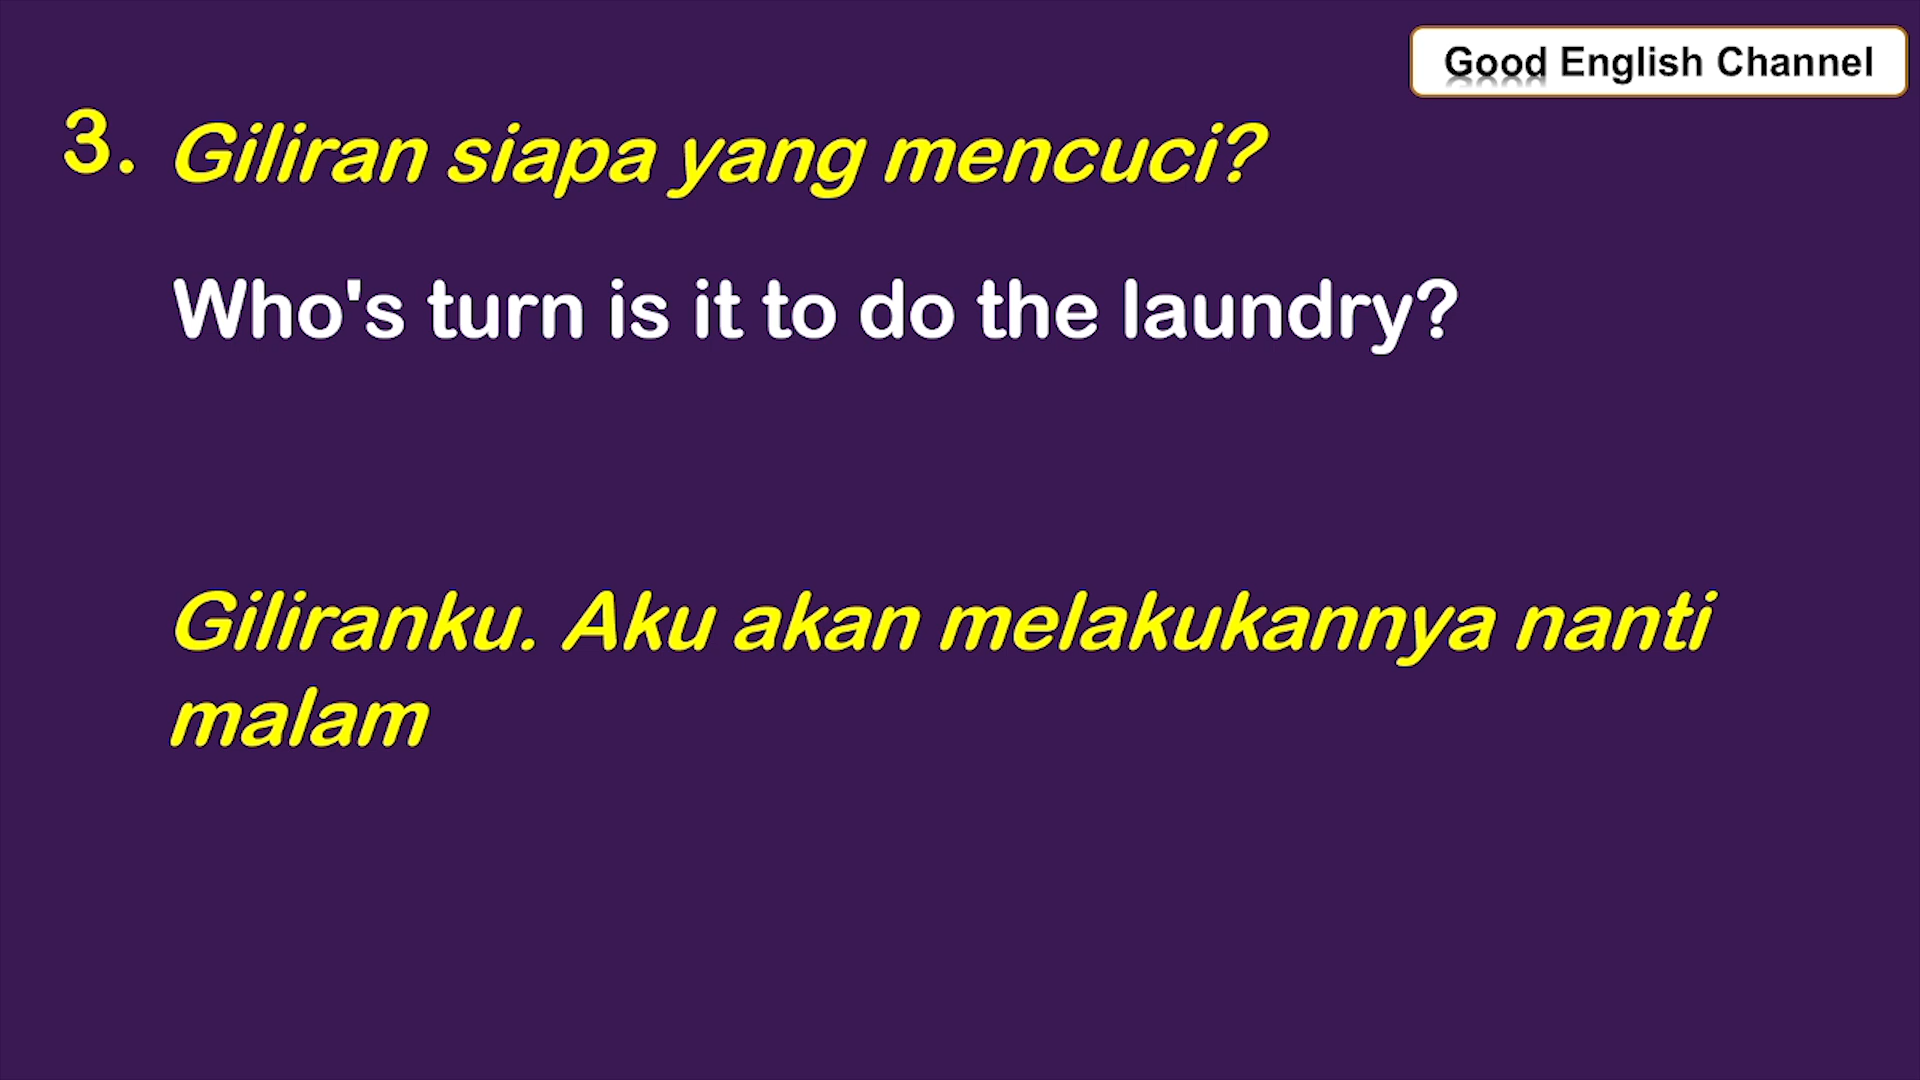 Good English Channel
3. Giliran siapa yang mencuci?
Who's turn is it to do the laundry?
Giliranku. Aku akan melakukannya nanti
malam